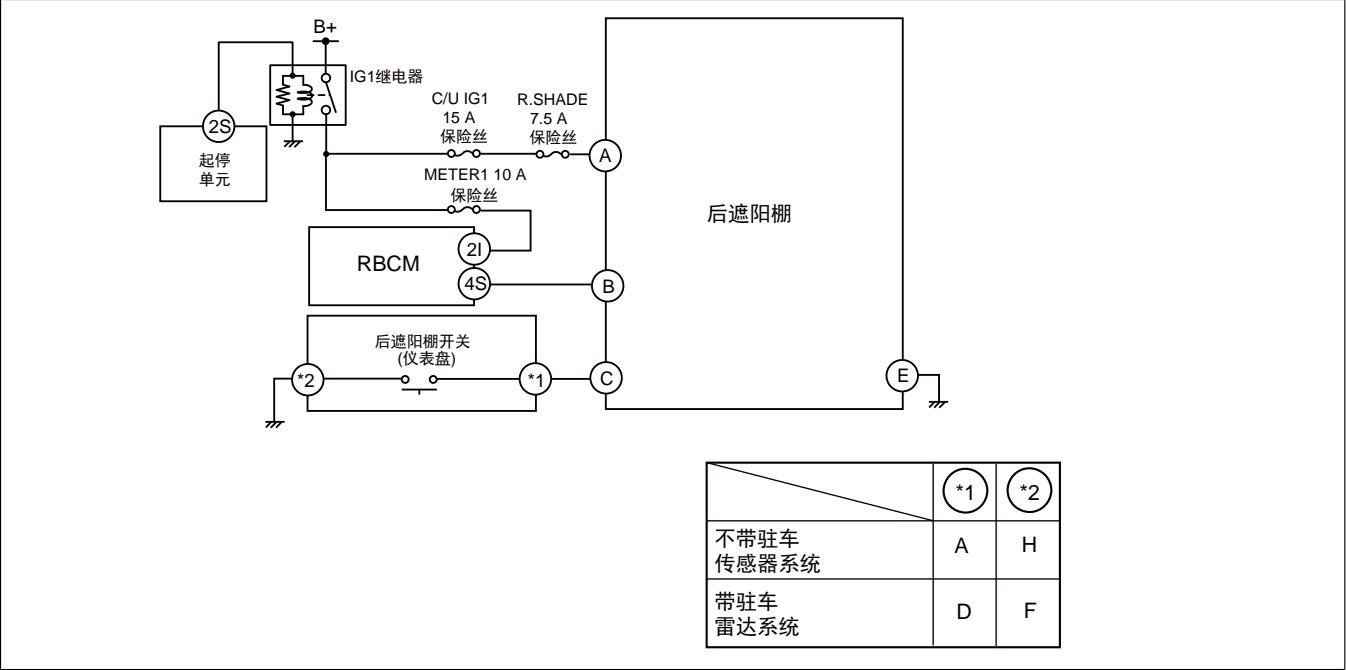 B+
IG1继电器
C/U IG1
15 A
保险丝
R.SHADE
7.5 A
保险丝
2S
起停
单元
A
METER1 10 A
保险丝
后遮阳棚
RBCM
2I
4S
B
后遮阳棚开关
(仪表盘)
*2
*1
C
E
*1
*2
不带驻车
传感器系统
A
H
带驻车
雷达系统
D
F